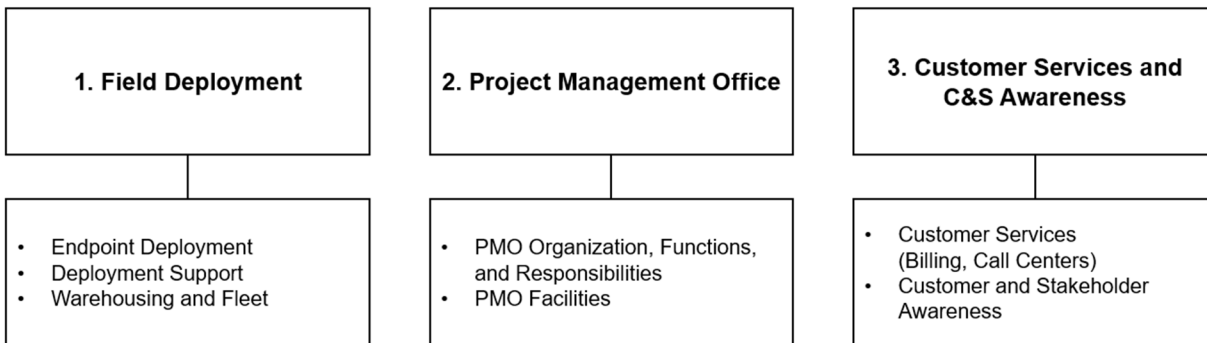 1. Field Deployment
2. Project Management Office
3. Customer Services and
C&S Awareness
• Endpoint Deployment
• Deployment Support
• Warehousing and Fleet
• PMO Organization, Functions,
and Responsibilities
• PMO Facilities
• Customer Services
(Billing, Call Centers)
• Customer and Stakeholder
Awareness